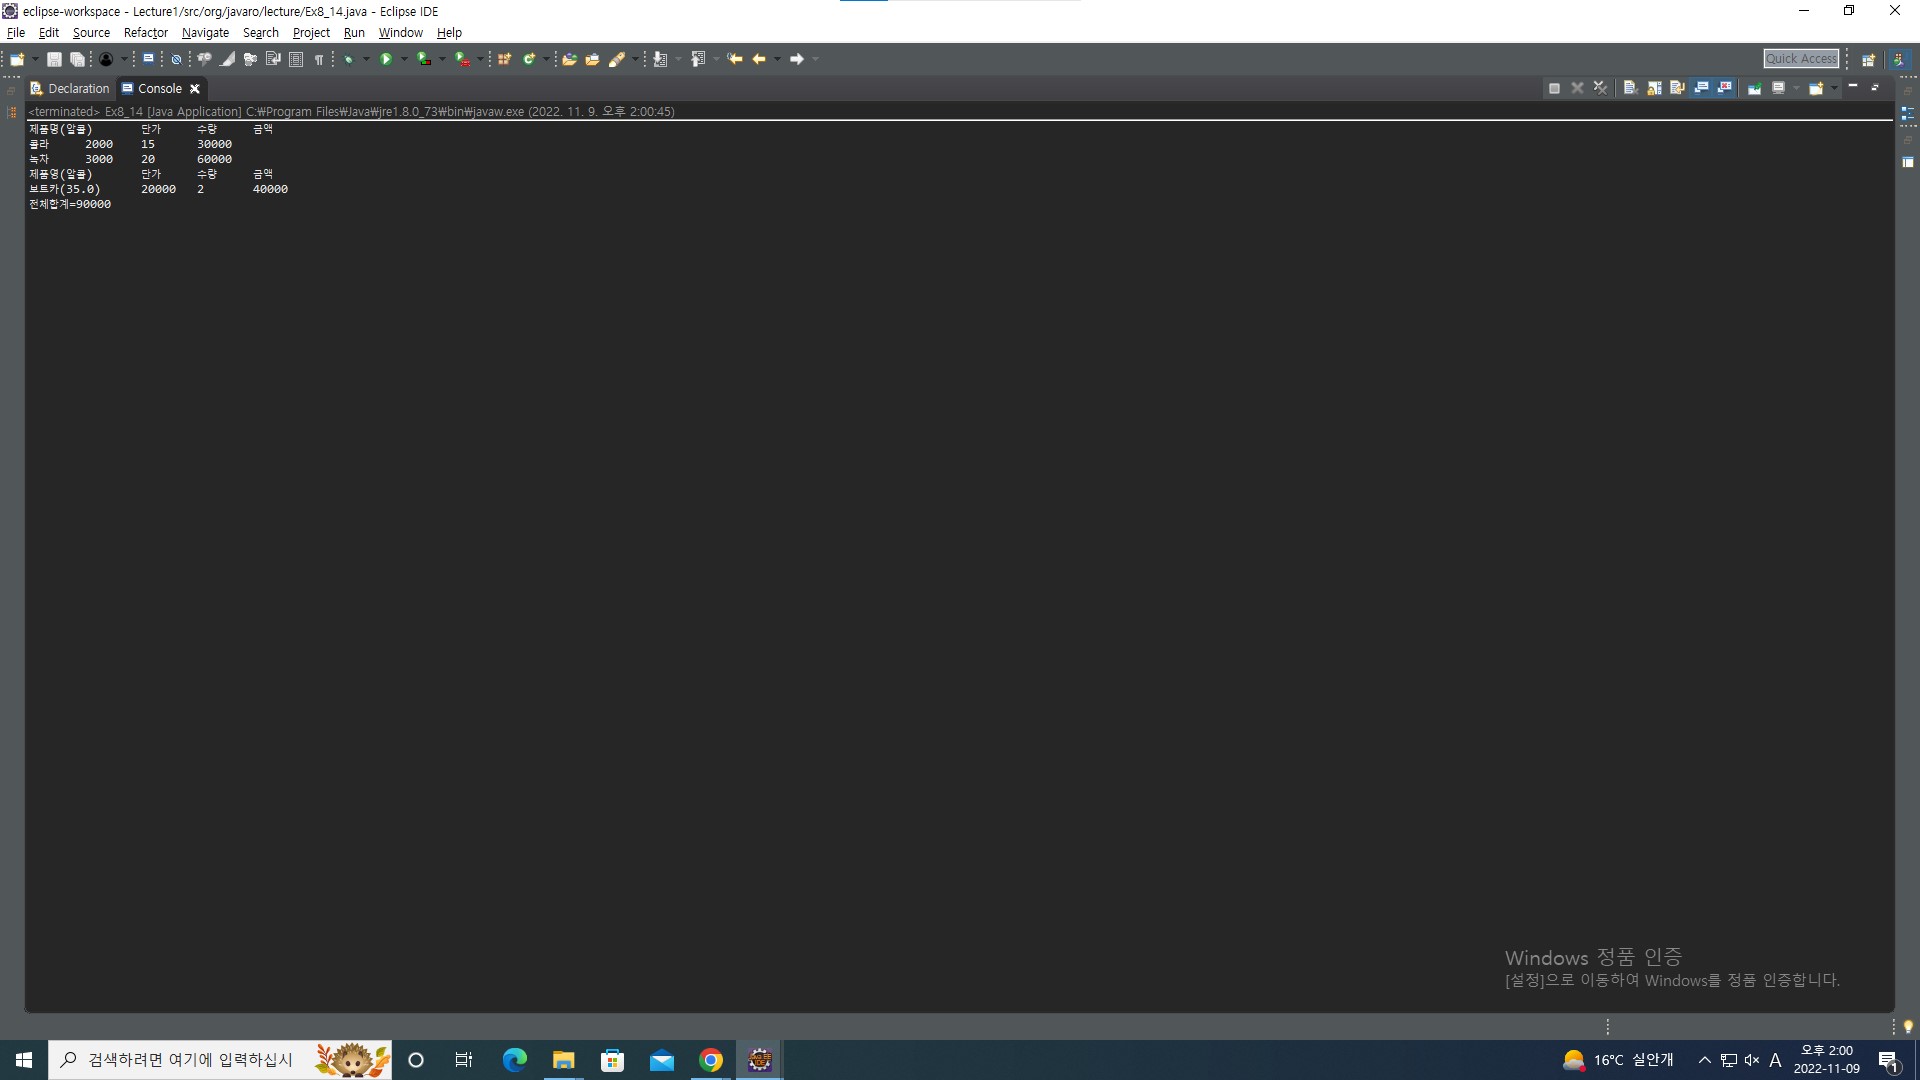 eclipse-workspace - Lecture1/src/org/javaro/lecture/Ex8_14.java - Eclipse IDE
File Edit Source Refactor Navigate Search Project Run Window Help
Quick Access
Declaration Console
<terminated> Ex8_14 [Java Application] C:₩Program Files₩Java₩jre1.8.0_73₩bin₩javaw.exe (2022. 11. 9. 오후 2:00:45)
제품명(알콜) 단가 수량 금액
콜라 2000 15 30000
녹차 3000 20 60000
제품명(알콜) 단가 수량 금액
보트카(35.0) 20000 2 40000
전체합계=90000
Windows 정품 인증
[설정]으로 이동하여 Windows를 정품 인증합니다.
검색하려면 여기에 입력하십시
16°C 실안개
A
오후 2:00
2022-11-09
1